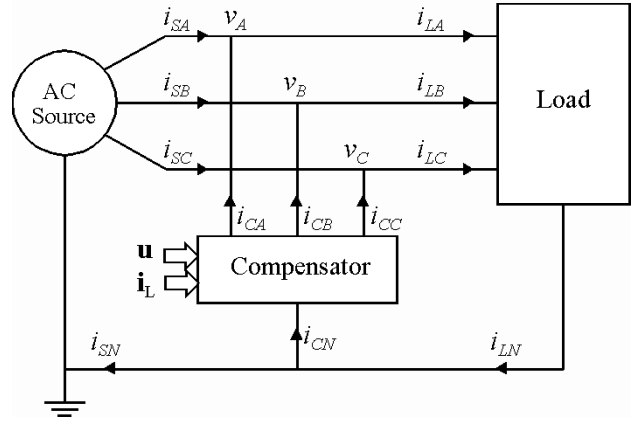 i_SA v_A i_LA
AC
Source
i_SB v_B i_LB
Load
i_SC v_C i_LC
i_CA i_CB i_CC
u
i_L
Compensator
i_SN i_CN i_LN